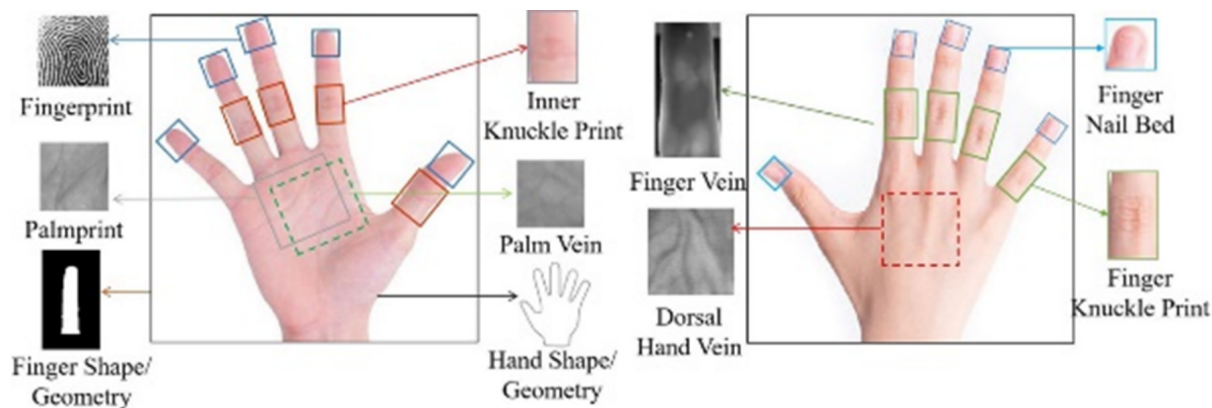 Fingerprint
Inner
Knuckle Print
Palmprint
Palm Vein
Finger Shape/
Geometry
Hand Shape/
Geometry
Finger Vein
Dorsal
Hand Vein
Finger
Nail Bed
Finger
Knuckle Print